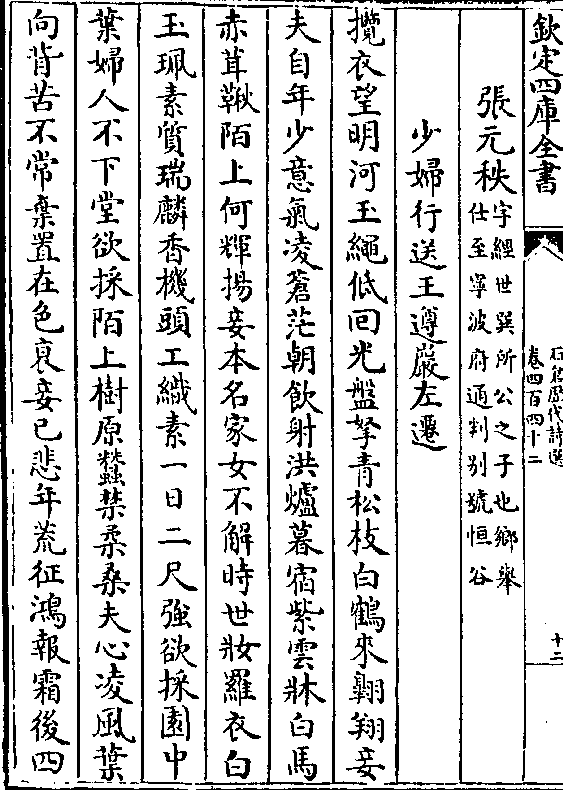 欽定四庫全書
石倉歷代詩選
卷四百四十二
十二
張元秩
字經世巽所公之子也鄉舉
仕至寧波府通判别號恒谷
少婦行送王遵嚴左遷
攬衣望明河玉繩低回光盤拏青松枝白鶴來翺翔妾
夫自年少意氣凌蒼茫朝飲射洪爐暮宿紫雲牀白馬
赤茸鞦陌上何輝揚妾本名家女不解時世妝羅衣白
玉珮素質瑞麟香機頭工織素一日二尺強欲採園中
葉婦人不下堂欲採陌上樹原蠶禁柔桑夫心凌風葉
向背苦不常棄置在色衰妾已悲年荒征鴻報霜後四